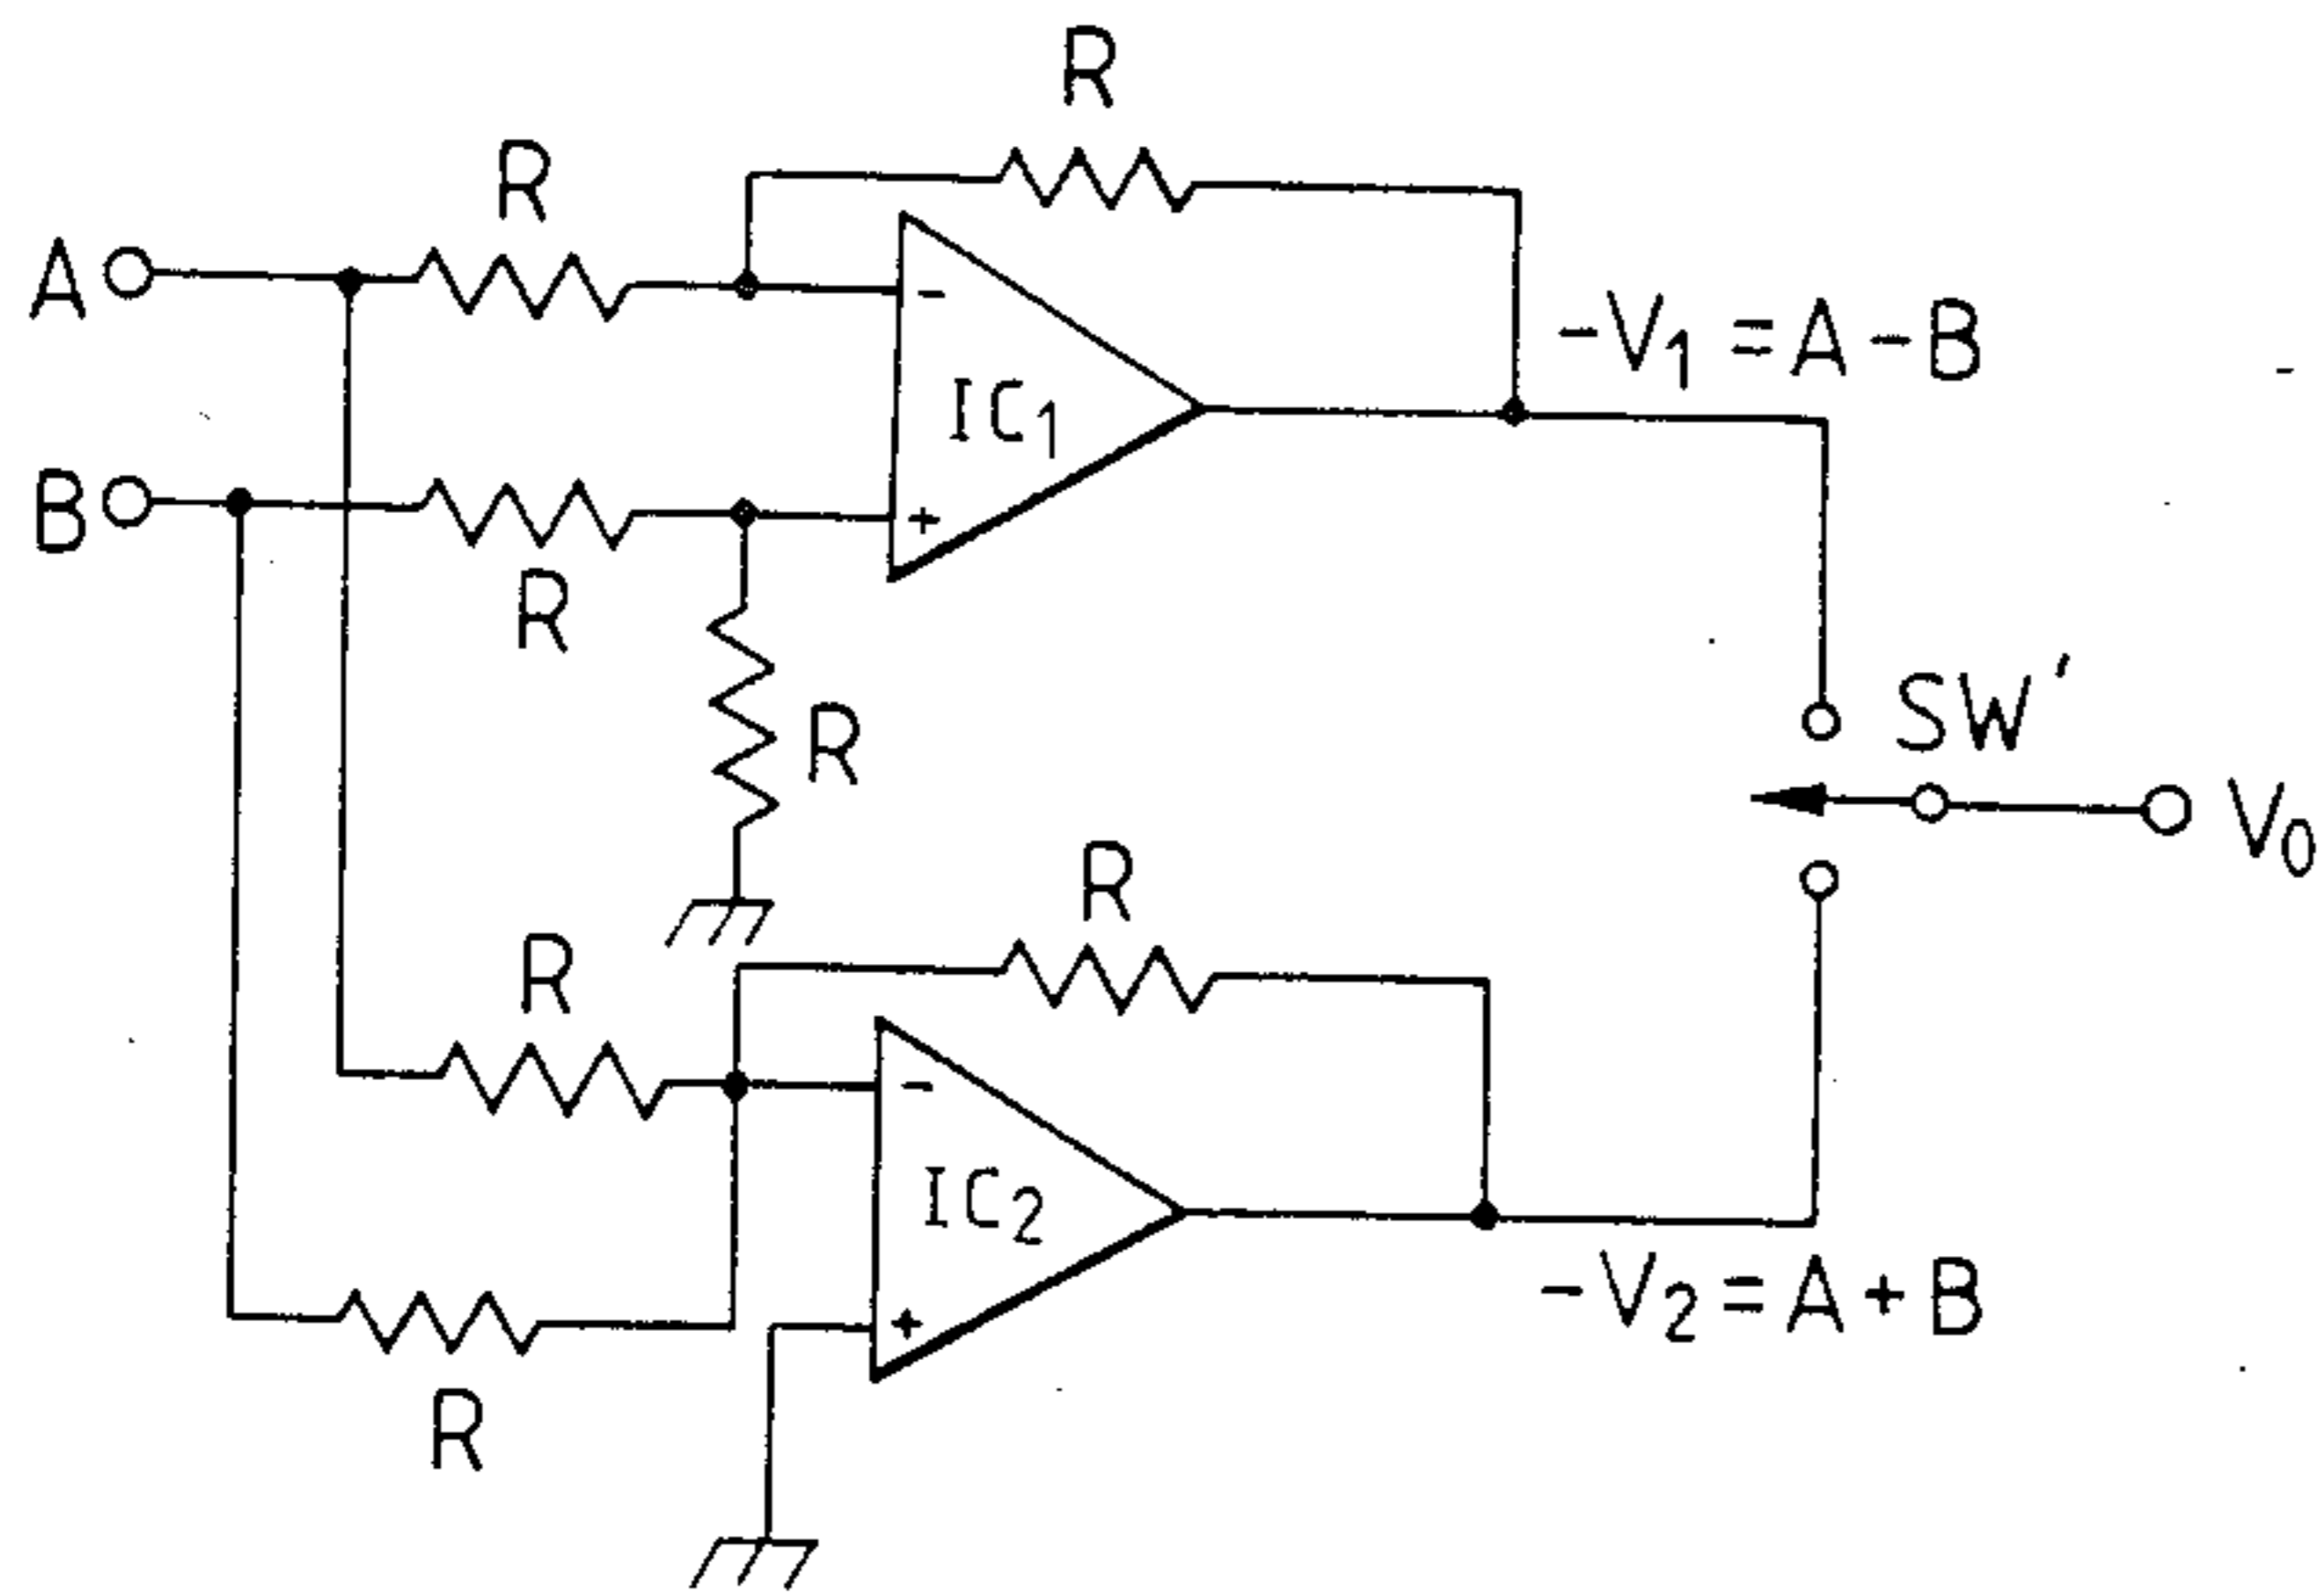 R
R
A
-
-V1 = A - B
IC1
B
+
R
R
SW'
V0
R
R
-
IC2
-V2 = A + B
+
R